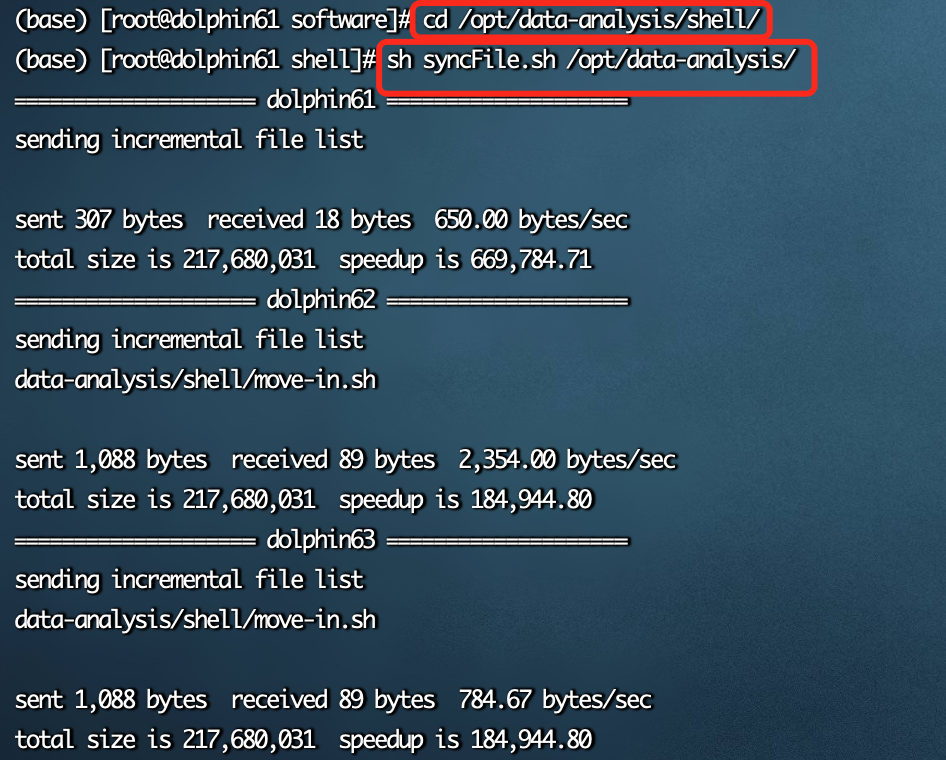 (base) [root@dolphin61 software]# cd /opt/data-analysis/shell/
(base) [root@dolphin61 shell]# sh syncFile.sh /opt/data-analysis/
==================== dolphin61 ====================
sending incremental file list
sent 307 bytes  received 18 bytes  650.00 bytes/sec
total size is 217,680,031  speedup is 669,784.71
==================== dolphin62 ====================
sending incremental file list
data-analysis/shell/move-in.sh
sent 1,088 bytes  received 89 bytes  2,354.00 bytes/sec
total size is 217,680,031  speedup is 184,944.80
==================== dolphin63 ====================
sending incremental file list
data-analysis/shell/move-in.sh
sent 1,088 bytes  received 89 bytes  784.67 bytes/sec
total size is 217,680,031  speedup is 184,944.80